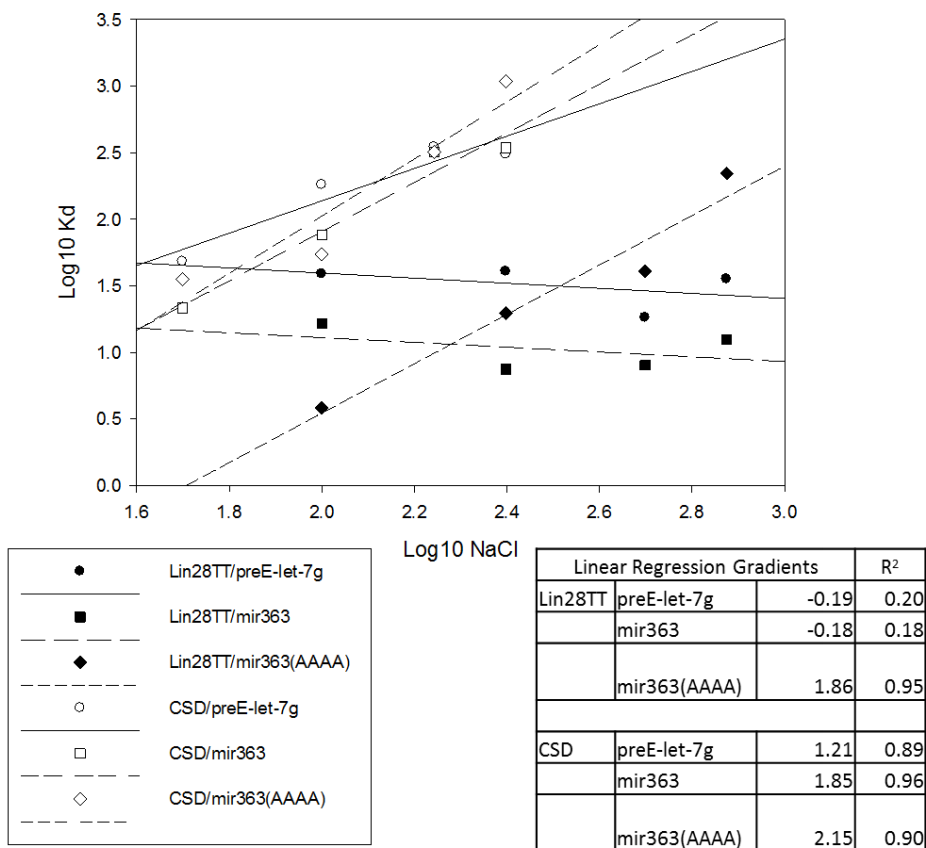 3.5
3.0
2.5
2.0
1.5
1.0
0.5
0.0
Log10 Kd
1.6 1.8 2.0 2.2 2.4 2.6 2.8 3.0
Log10 NaCl
Lin28TT/preE-let-7g
Lin28TT/mir363
Lin28TT/mir363(AAAA)
CSD/preE-let-7g
CSD/mir363
CSD/mir363(AAAA)
Linear Regression Gradients R²
Lin28TT preE-let-7g -0.19 0.20
mir363 -0.18 0.18
mir363(AAAA) 1.86 0.95
CSD preE-let-7g 1.21 0.89
mir363 1.85 0.96
mir363(AAAA) 2.15 0.90